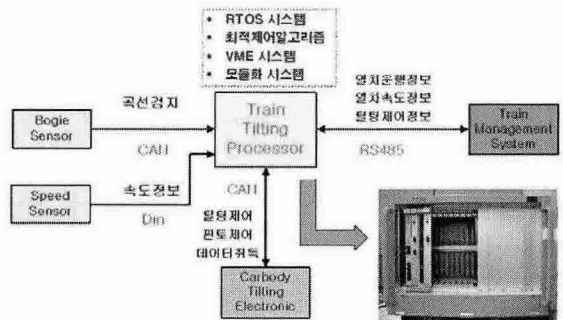 • RTOS 시스템
• 최적제어알고리즘
• VME 시스템
• 모듈화 시스템
Bogie
Sensor
곡선검지
CAN
Train
Tilting
Processor
열차운행정보
열차속도정보
틸팅제어정보
RS485
Train
Management
System
Speed
Sensor
속도정보
Din
CAN
틸팅제어
판토제어
데이터취득
Carbody
Tilting
Electronic